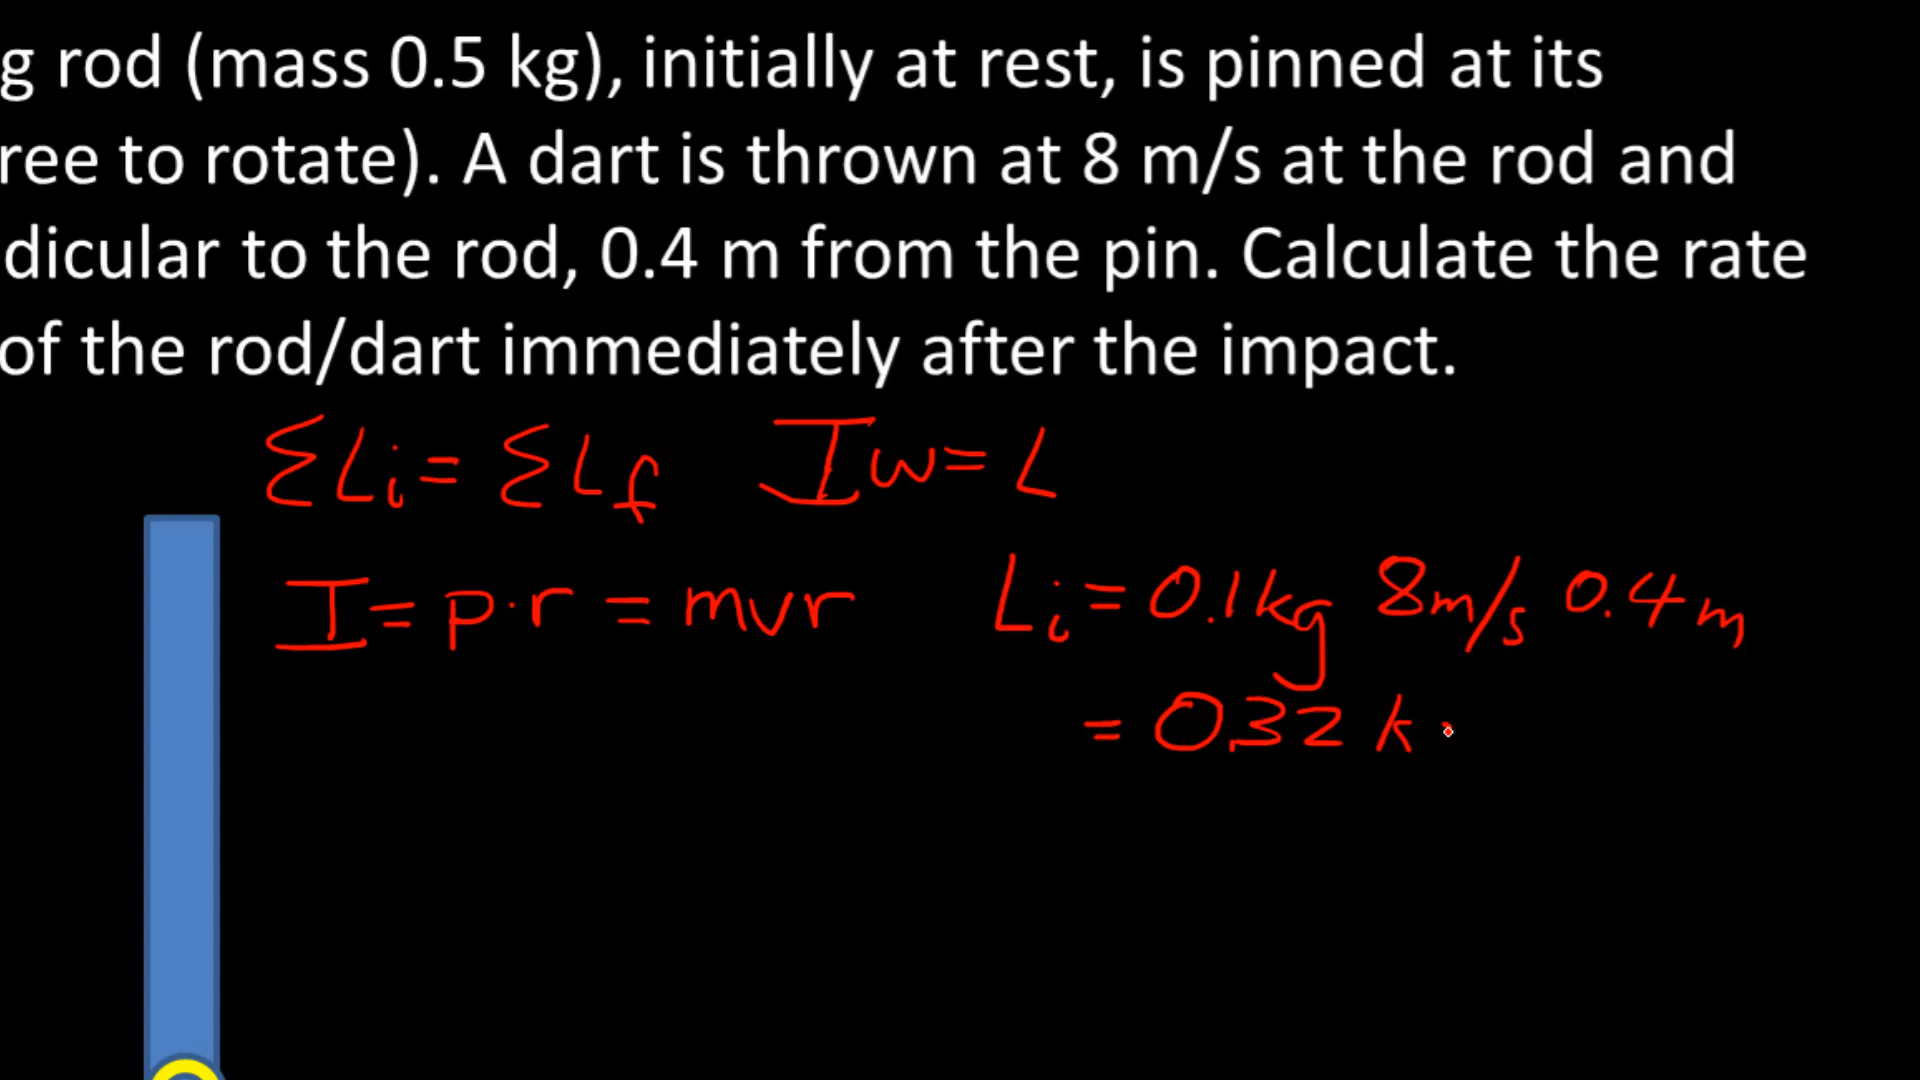 g rod (mass 0.5 kg), initially at rest, is pinned at its
ree to rotate). A dart is thrown at 8 m/s at the rod and
dicular to the rod, 0.4 m from the pin. Calculate the rate
of the rod/dart immediately after the impact.
ΣLi = ΣLf Iw = L
I = p·r = mvr Li = 0.1kg 8m/s 0.4m
= 0.32 k